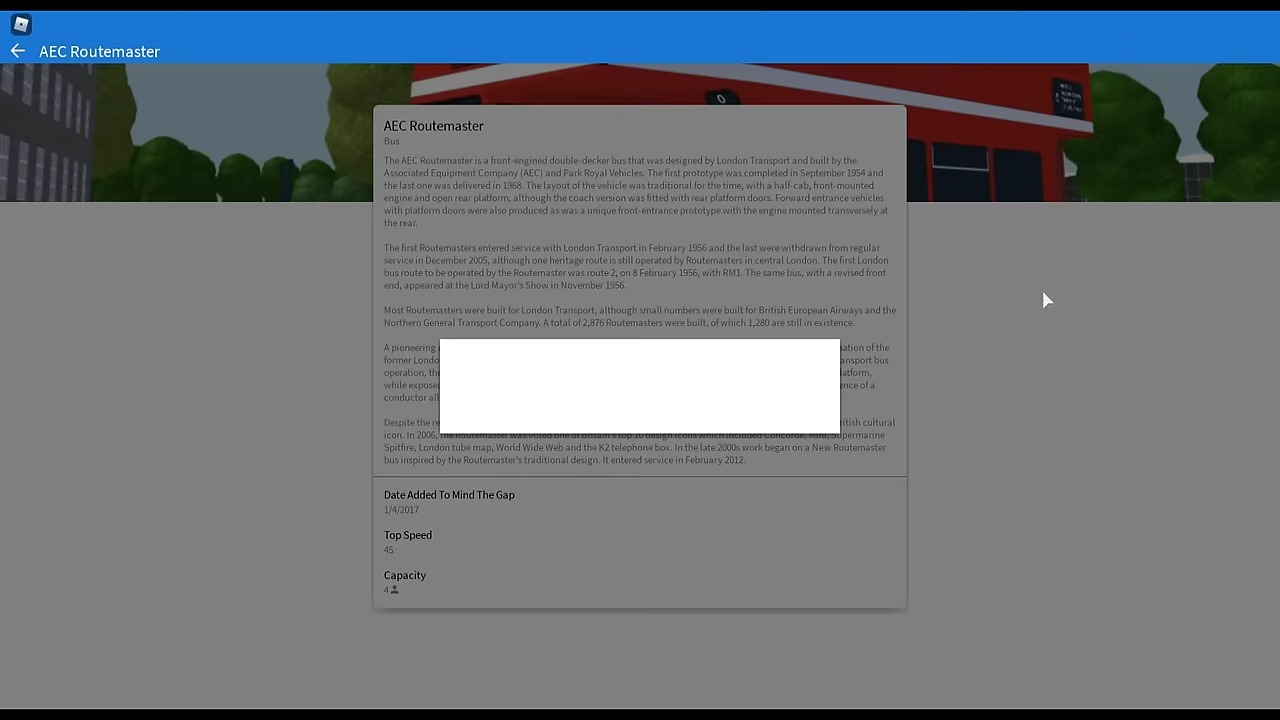 AEC Routemaster
AEC Routemaster
Bus
The AEC Routemaster is a front-engined double-decker bus that was designed by London Transport and built by the
Associated Equipment Company (AEC) and Park Royal Vehicles. The first prototype was completed in September 1954 and
the last one was delivered in 1968. The layout of the vehicle was traditional for the time, with a half-cab, front-mounted
engine and open rear platform, although the coach version was fitted with rear platform doors. Forward entrance vehicles
with platform doors were also produced as was a unique front-entrance prototype with the engine mounted transversely at
the rear.
The first Routemasters entered service with London Transport in February 1956 and the last were withdrawn from regular
service in December 2005, although one heritage route is still operated by Routemasters in central London. The first London
bus route to be operated by the Routemaster was route 2, on 8 February 1956, with RM1. The same bus, with a revised front
end, appeared at the Lord Mayor's Show in November 1956.
Most Routemasters were built for London Transport, although small numbers were built for British European Airways and the
Northern General Transport Company. A total of 2,876 Routemasters were built, of which 1,280 are still in existence.
A pioneering sation of the
former Londo ansport bus
operation, the latform,
while expose ence of a
conductor all
Despite the re ritish cultural
icon. In 2006, the Routemaster was voted one of Britain's top 10 design icons which included Concorde, Mini, Supermarine
Spitfire, London tube map, World Wide Web and the K2 telephone box. In the late 2000s work began on a New Routemaster
bus inspired by the Routemaster's traditional design. It entered service in February 2012.
Date Added To Mind The Gap
1/4/2017
Top Speed
45
Capacity
4